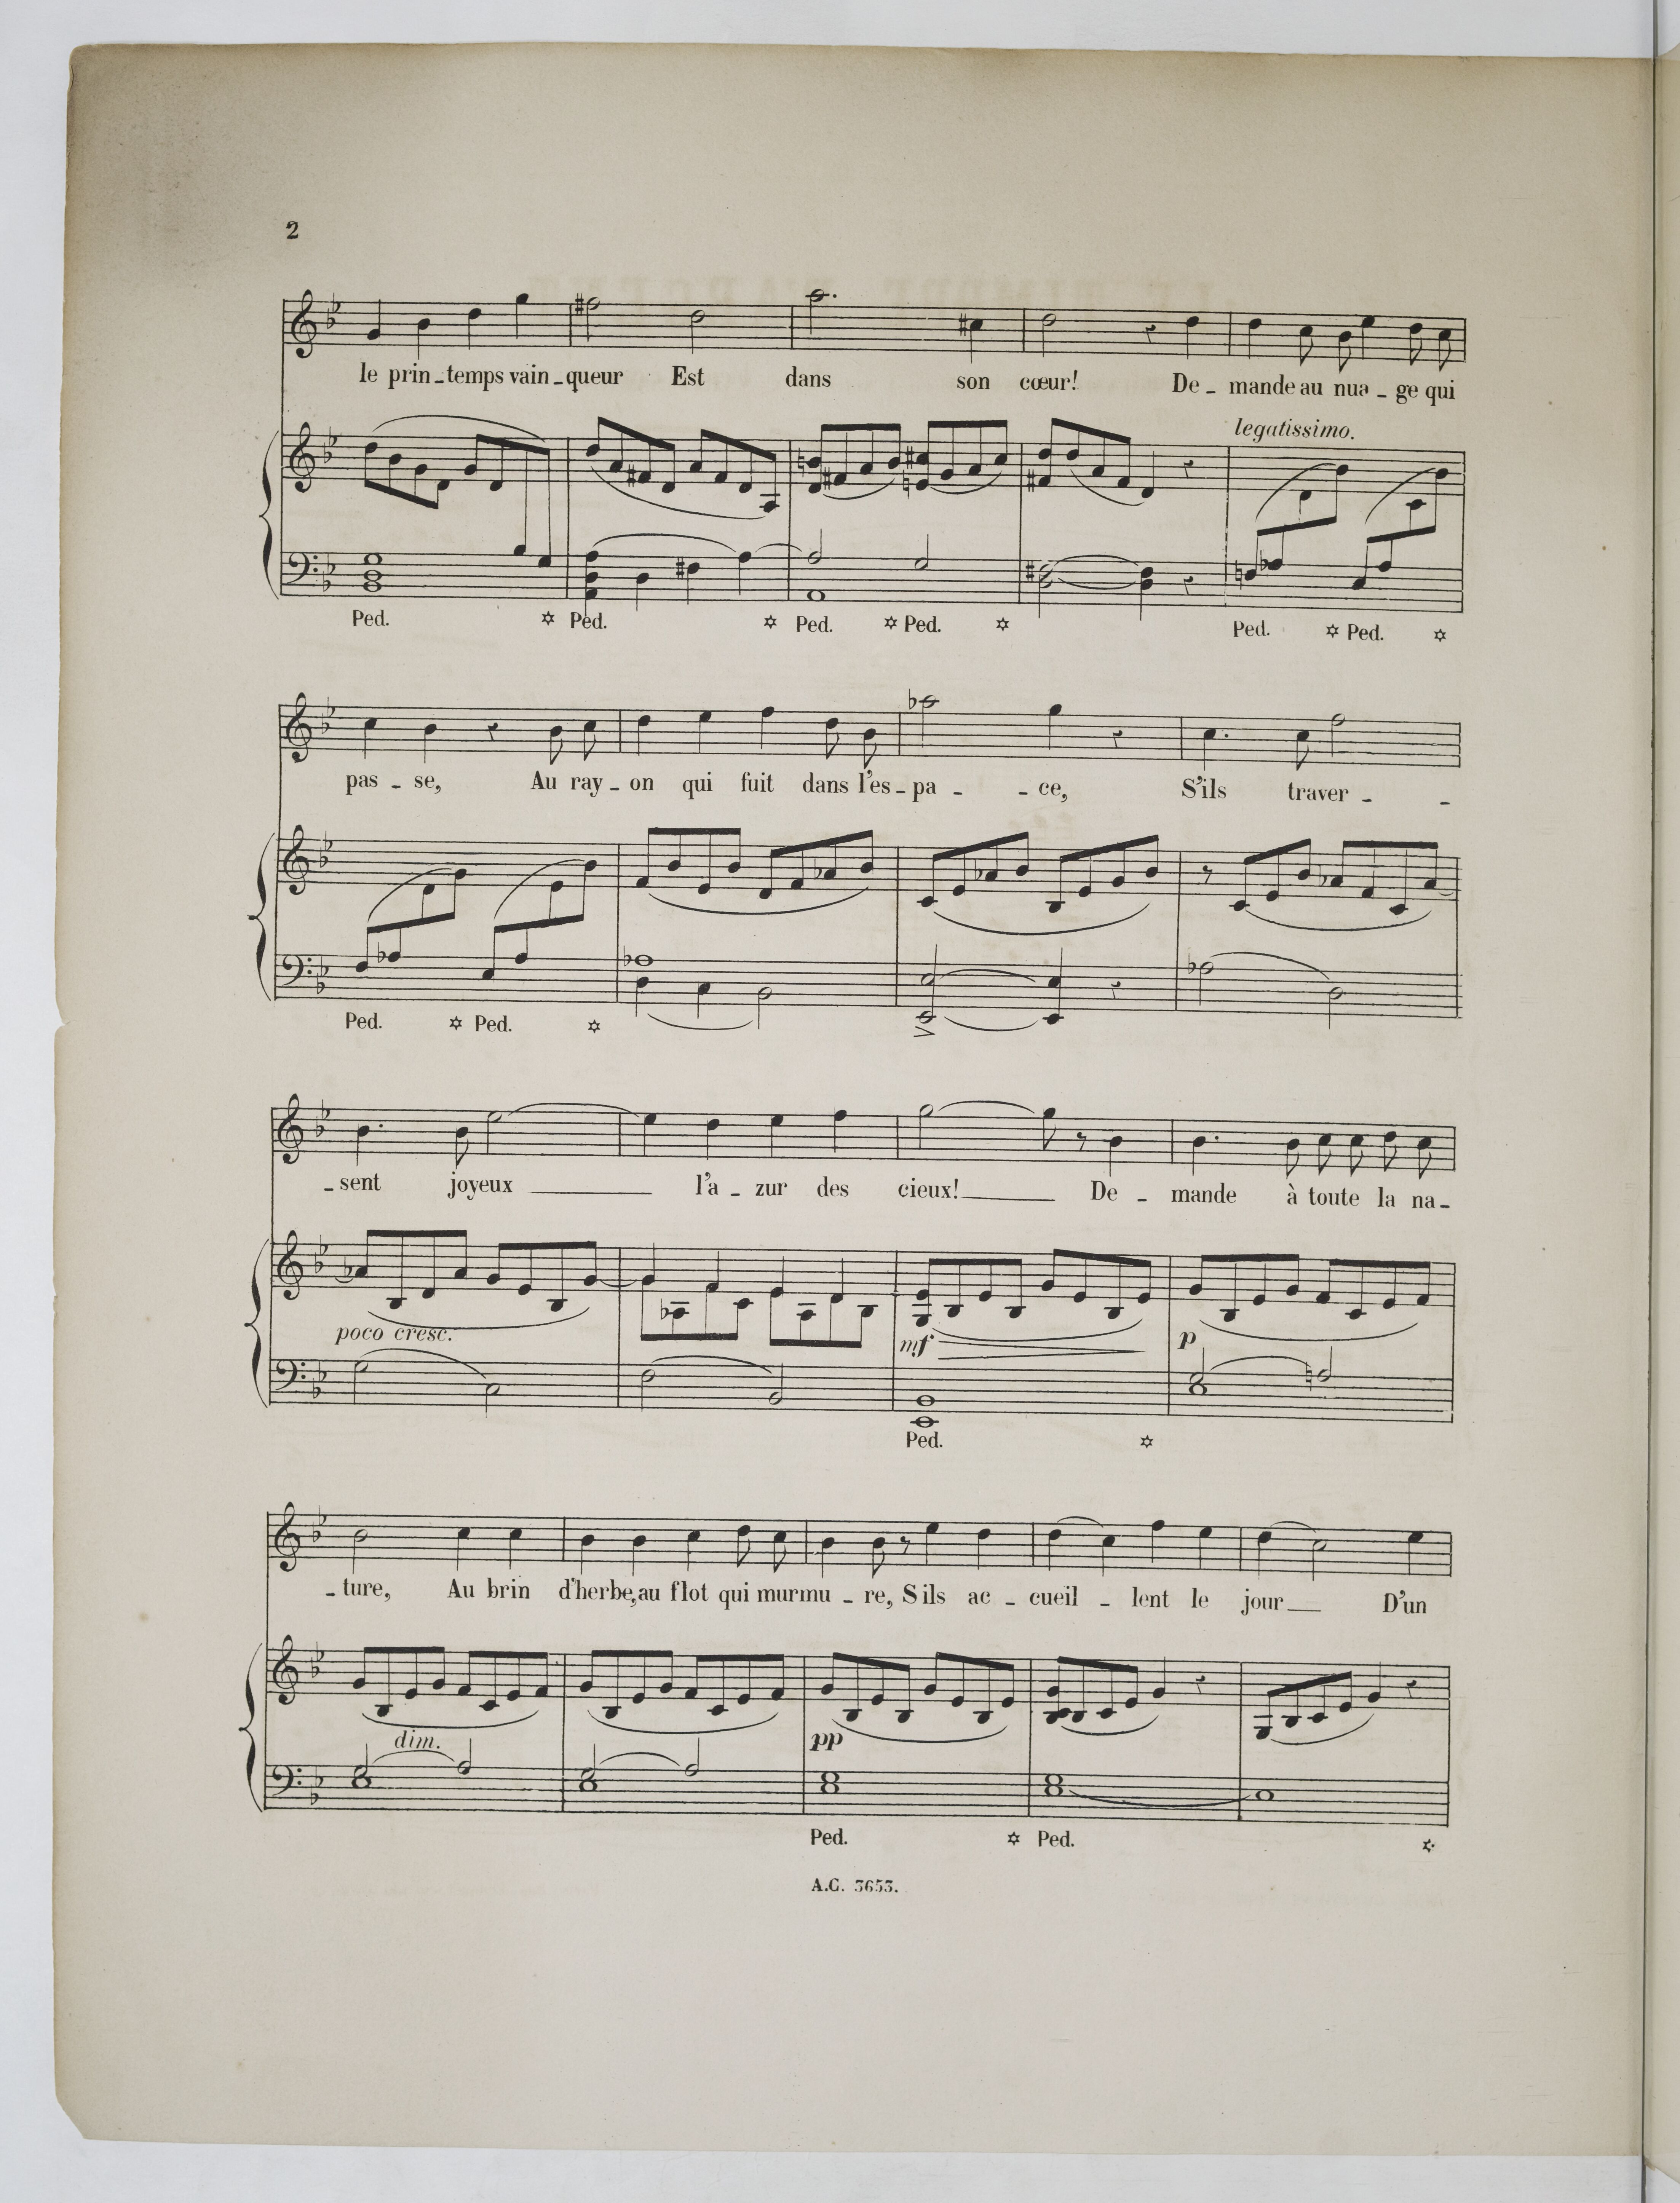 2
le prin_temps vain_queur Est dans son cœur! De_mande au nua_ge qui
legatissimo.
Ped. Ped. Ped. Ped. Ped. Ped.
pas_se, Au ray_on qui fuit dans l'es_pa_ _ce, S'ils traver_ _
Ped. Ped.
_sent joyeux l'a_zur des cieux! De_mande à toute la na_
poco cresc. mf p
Ped.
_ture, Au brin d'herbe, au flot qui murmu_re, S ils ac_cueil_lent le jour D'un
dim. pp
Ped. Ped.
A.C. 3653.